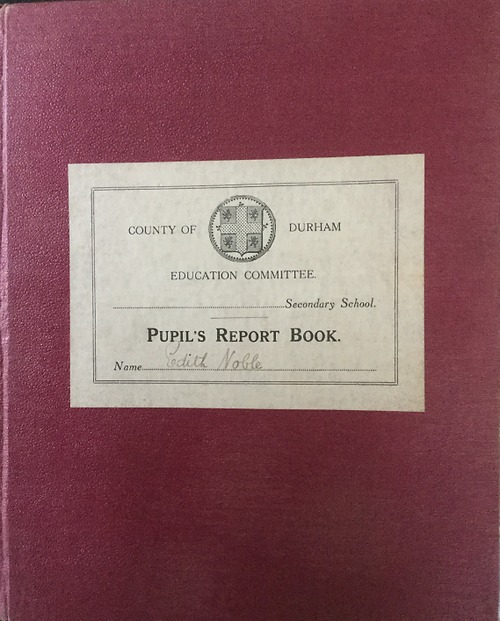 COUNTY OF DURHAM
EDUCATION COMMITTEE.
Secondary School.
PUPIL'S REPORT BOOK.
Name Edith Noble